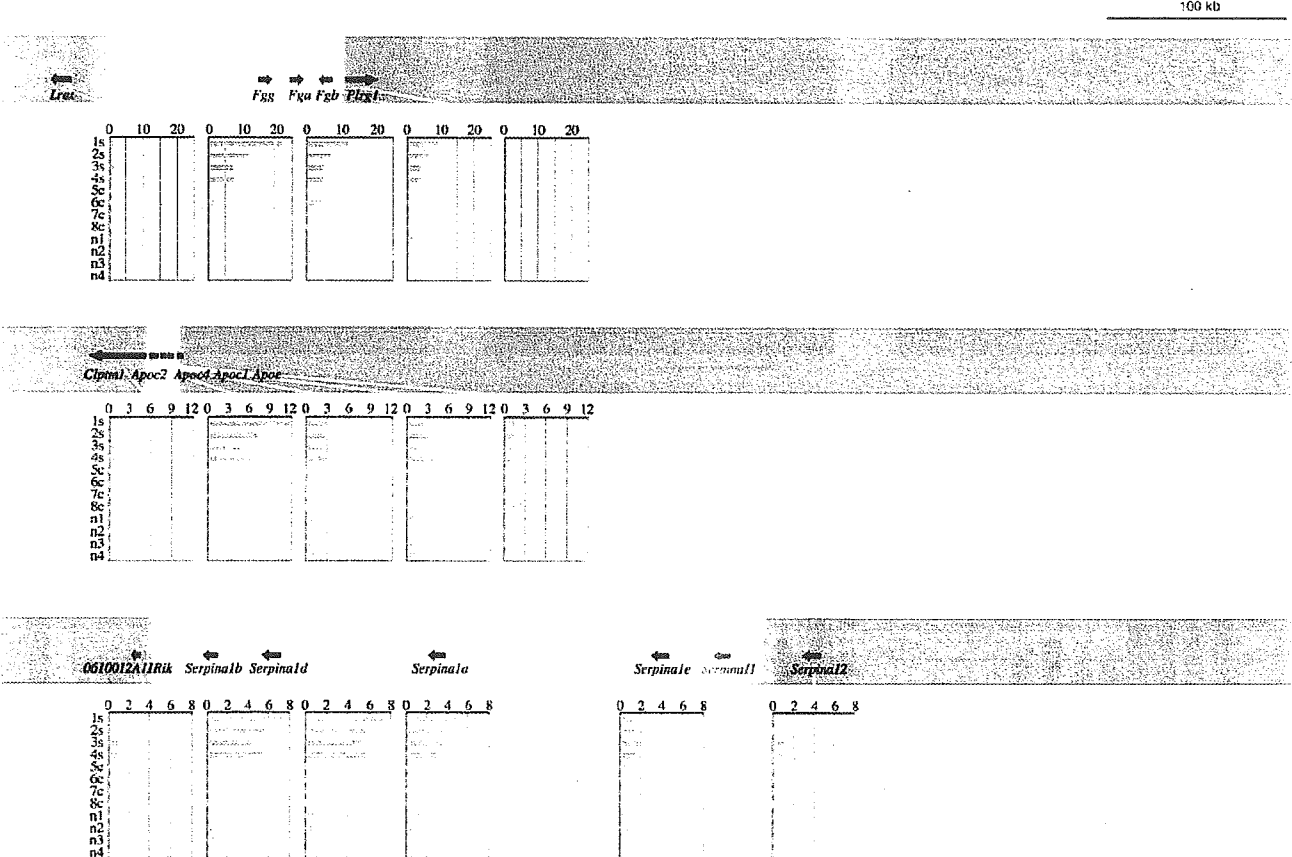 100 kb
Lrat Fgg Fga Fgb Plrg1
0 10 20 0 10 20 0 10 20 0 10 20 0 10 20
1s
2s
3s
4s
5c
6c
7c
8c
n1
n2
n3
n4
Clptm1 Apoc2 Apoc4 Apoc1 Apoe
0 3 6 9 12 0 3 6 9 12 0 3 6 9 12 0 3 6 9 12 0 3 6 9 12
1s
2s
3s
4s
5c
6c
7c
8c
n1
n2
n3
n4
0610012A11Rik Serpina1b Serpina1d Serpina1a Serpina1e Serpina11 Serpina12
0 2 4 6 8 0 2 4 6 8 0 2 4 6 8 0 2 4 6 8 0 2 4 6 8 0 2 4 6 8
1s
2s
3s
4s
5c
6c
7c
8c
n1
n2
n3
n4